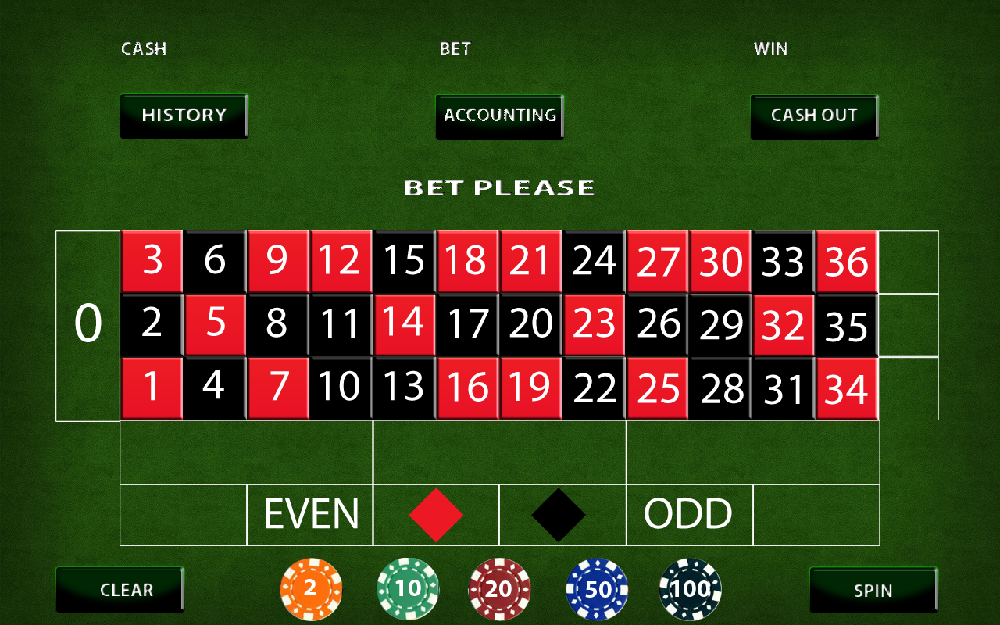 CASH BET WIN
HISTORY ACCOUNTING CASH OUT
BET PLEASE
3 6 9 12 15 18 21 24 27 30 33 36
0 2 5 8 11 14 17 20 23 26 29 32 35
1 4 7 10 13 16 19 22 25 28 31 34
EVEN ODD
CLEAR 2 10 20 50 100 SPIN